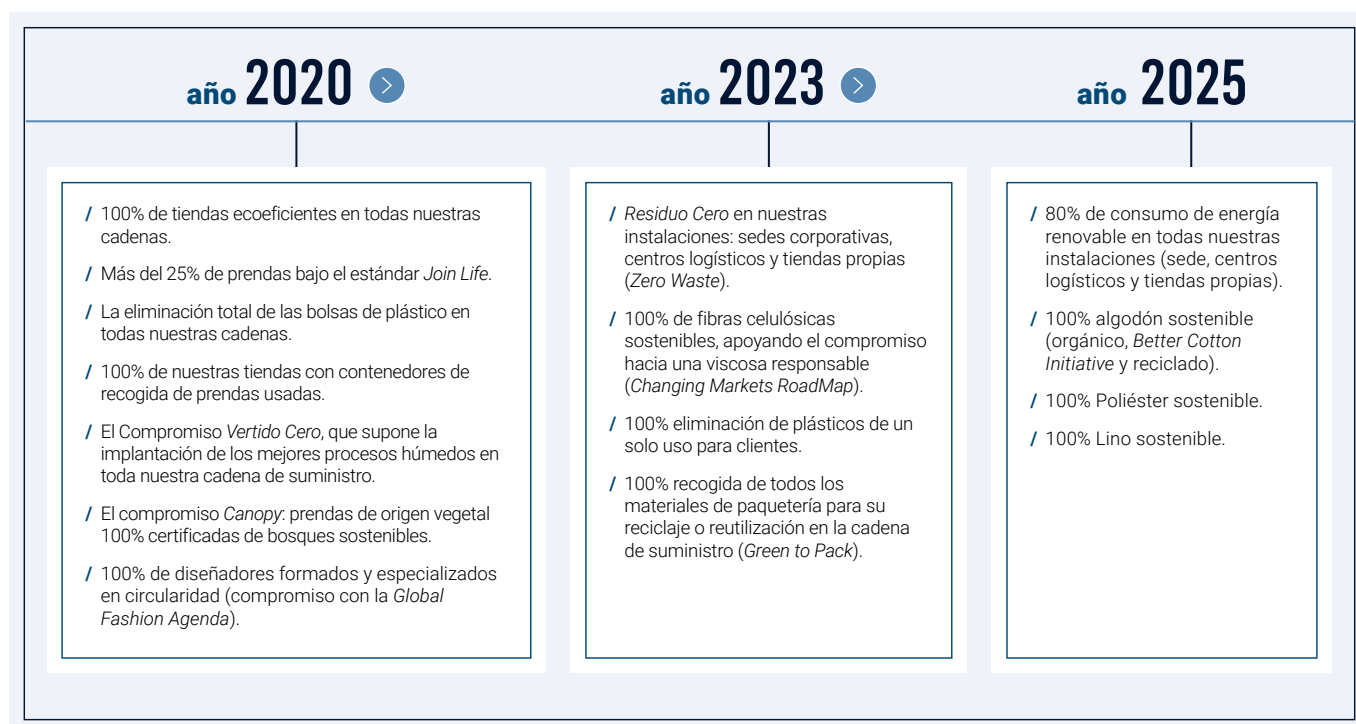 año 2020
/ 100% de tiendas ecoeficientes en todas nuestras
cadenas.
/ Más del 25% de prendas bajo el estándar Join Life.
/ La eliminación total de las bolsas de plástico en
todas nuestras cadenas.
/ 100% de nuestras tiendas con contenedores de
recogida de prendas usadas.
/ El Compromiso Vertido Cero, que supone la
implantación de los mejores procesos húmedos en
toda nuestra cadena de suministro.
/ El compromiso Canopy: prendas de origen vegetal
100% certificadas de bosques sostenibles.
/ 100% de diseñadores formados y especializados
en circularidad (compromiso con la Global
Fashion Agenda).
año 2023
/ Residuo Cero en nuestras
instalaciones: sedes corporativas,
centros logísticos y tiendas propias
(Zero Waste).
/ 100% de fibras celulósicas
sostenibles, apoyando el compromiso
hacia una viscosa responsable
(Changing Markets RoadMap).
/ 100% eliminación de plásticos de un
solo uso para clientes.
/ 100% recogida de todos los
materiales de paquetería para su
reciclaje o reutilización en la cadena
de suministro (Green to Pack).
año 2025
/ 80% de consumo de energía
renovable en todas nuestras
instalaciones (sede, centros
logísticos y tiendas propias).
/ 100% algodón sostenible
(orgánico, Better Cotton
Initiative y reciclado).
/ 100% Poliéster sostenible.
/ 100% Lino sostenible.